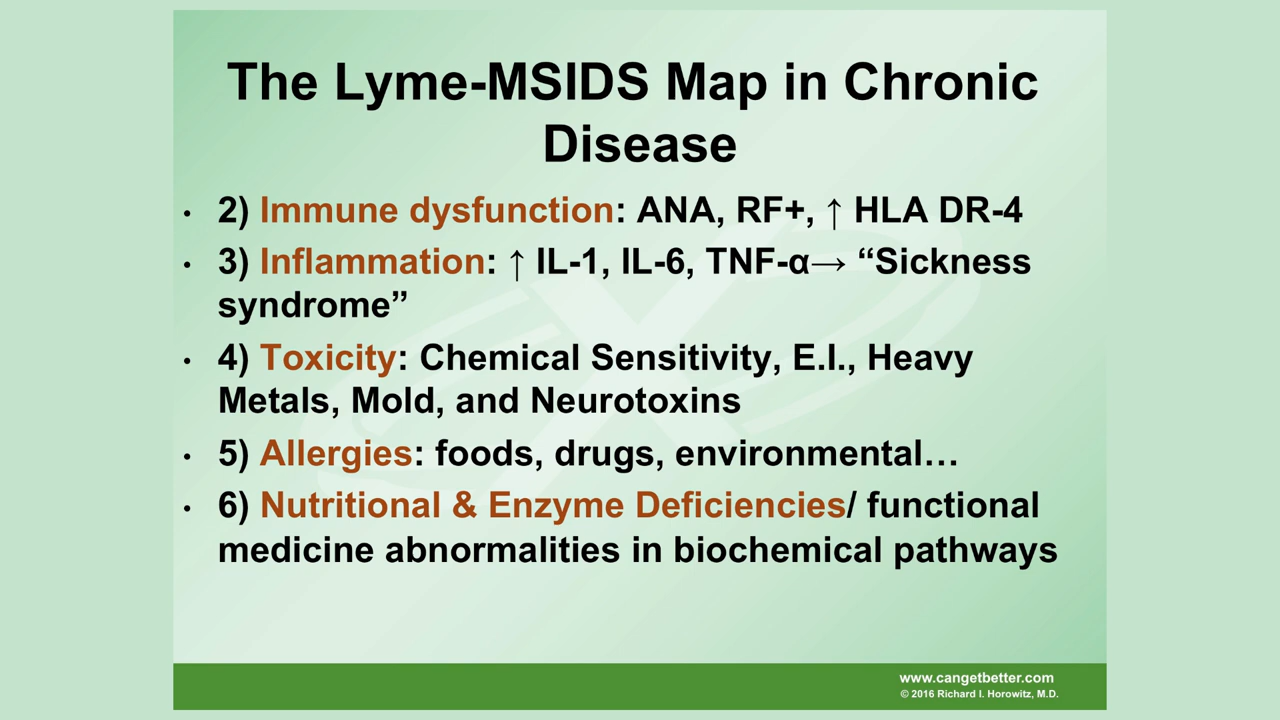 The Lyme-MSIDS Map in Chronic
Disease
• 2) Immune dysfunction: ANA, RF+, ↑ HLA DR-4
• 3) Inflammation: ↑ IL-1, IL-6, TNF-α→ “Sickness
syndrome”
• 4) Toxicity: Chemical Sensitivity, E.I., Heavy
Metals, Mold, and Neurotoxins
• 5) Allergies: foods, drugs, environmental…
• 6) Nutritional & Enzyme Deficiencies/ functional
medicine abnormalities in biochemical pathways
www.cangetbetter.com
© 2016 Richard I. Horowitz, M.D.